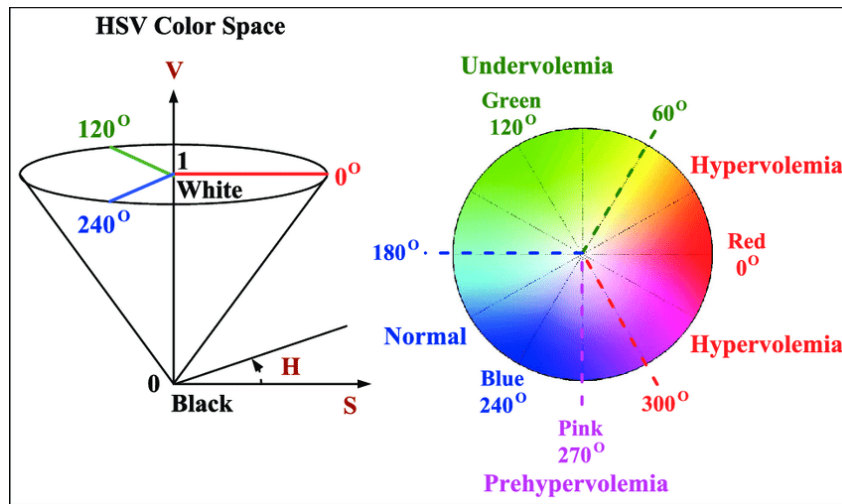 HSV Color Space
V
120°
1
White
0°
240°
0
H
Black
S
Undervolemia
Green
120°
60°
Hypervolemia
180°
Red
0°
Normal
Hypervolemia
Blue
240°
300°
Pink
270°
Prehypervolemia